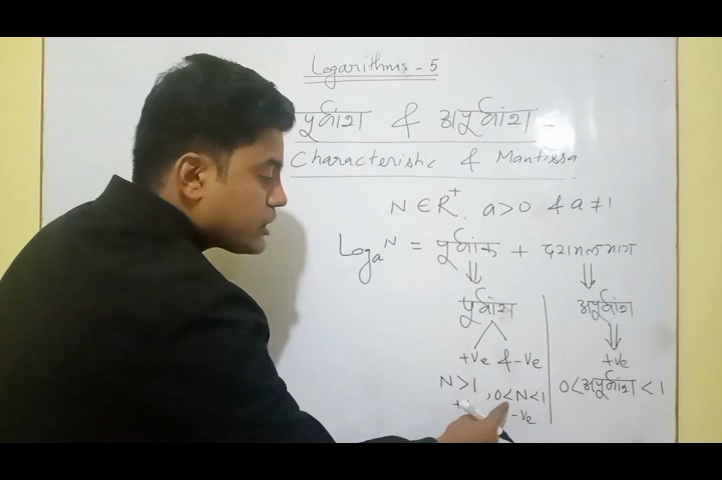 Logarithms - 5
पूर्वांश & अपूर्वांश -
Characteristic & Mantissa
N ∈ R⁺, a > 0 & a ≠ 1
Logₐᴺ = पूर्णांक + दशमलव भाग
⇓ ⇓
पूर्वांश अपूर्वांश
⇓
+ve & -ve +ve
N > 1 , 0 < N < 1 0 < अपूर्वांश < 1
+ -ve